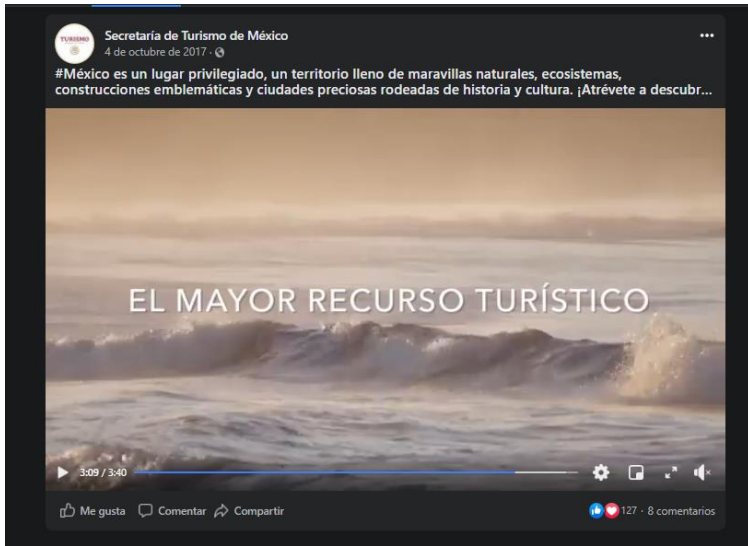 TURISMO
Secretaría de Turismo de México
4 de octubre de 2017 ·
#México es un lugar privilegiado, un territorio lleno de maravillas naturales, ecosistemas,
construcciones emblemáticas y ciudades preciosas rodeadas de historia y cultura. ¡Atrévete a descubr...
EL MAYOR RECURSO TURÍSTICO
3:09 / 3:40
Me gusta Comentar Compartir 127 · 8 comentarios